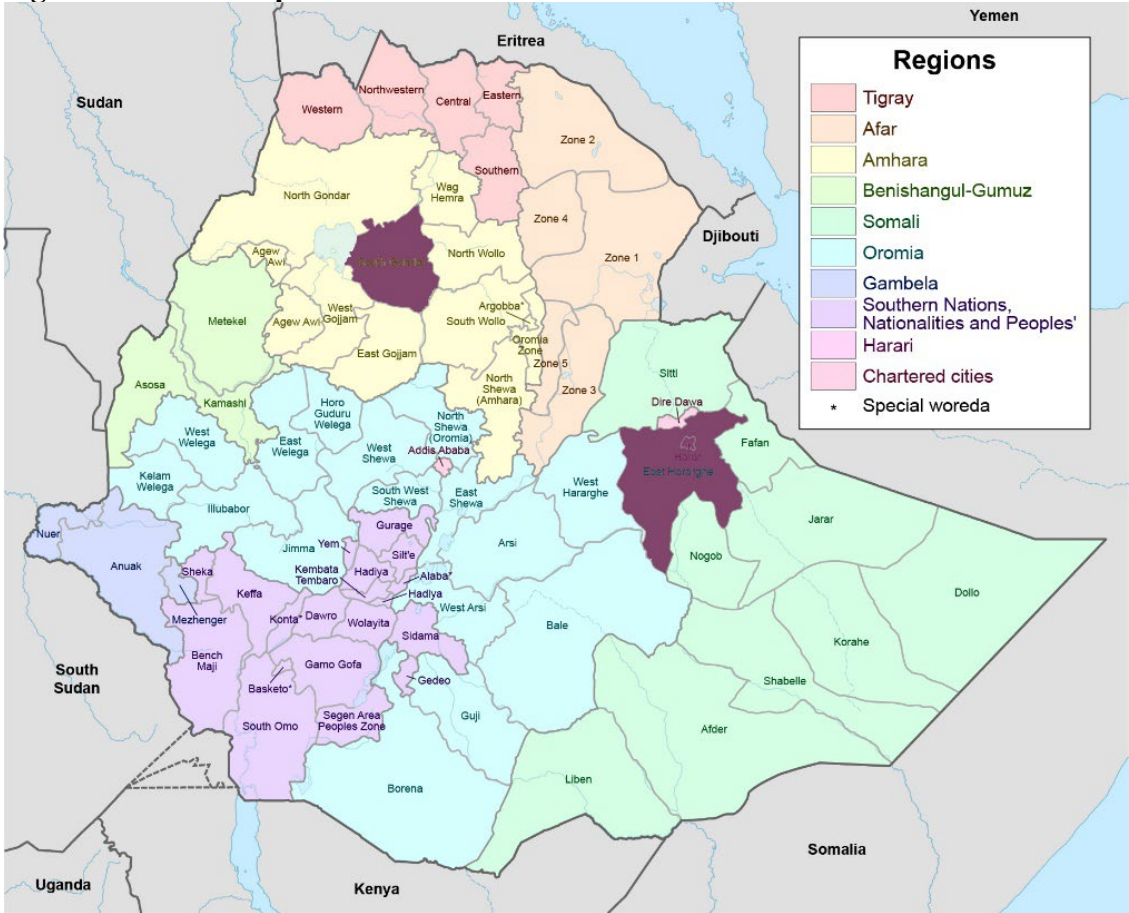 Yemen
Eritrea
Sudan
Regions
Tigray
Afar
Amhara
Benishangul-Gumuz
Somali
Oromia
Gambela
Southern Nations,
Nationalities and Peoples'
Harari
Chartered cities
* Special woreda
Western
Northwestern
Central
Eastern
Southern
Zone 2
North Gondar
Wag
Hemra
Zone 4
Djibouti
Zone 1
Agew
Awi
South Gondar
North Wollo
Argobba*
South Wollo
Metekel
Agew Awi
West
Gojjam
East Gojjam
Oromia
Zone
Zone 5
Zone 3
North
Shewa
(Amhara)
Sitti
Asosa
Kamashi
Dire Dawa
Horo
Guduru
Welega
North
Shewa
(Oromia)
Addis Ababa
West
Welega
East
Welega
West
Shewa
East Hararghe
Fafan
Kelam
Welega
South West
Shewa
East
Shewa
West
Hararghe
Illubabor
Nuer
Anuak
Gurage
Jarar
Jimma
Yem
Silt'e
Arsi
Nogob
Sheka
Kembata
Tembaro
Hadiya
Alaba*
Hadiya
Keffa
Dollo
Mezhenger
Konta*
Dawro
Wolayita
West Arsi
Bale
Sidama
Korahe
Bench
Maji
Gamo Gofa
Gedeo
Shabelle
South
Sudan
Basketo*
South Omo
Segen Area
Peoples Zone
Guji
Afder
Liben
Borena
Somalia
Uganda
Kenya